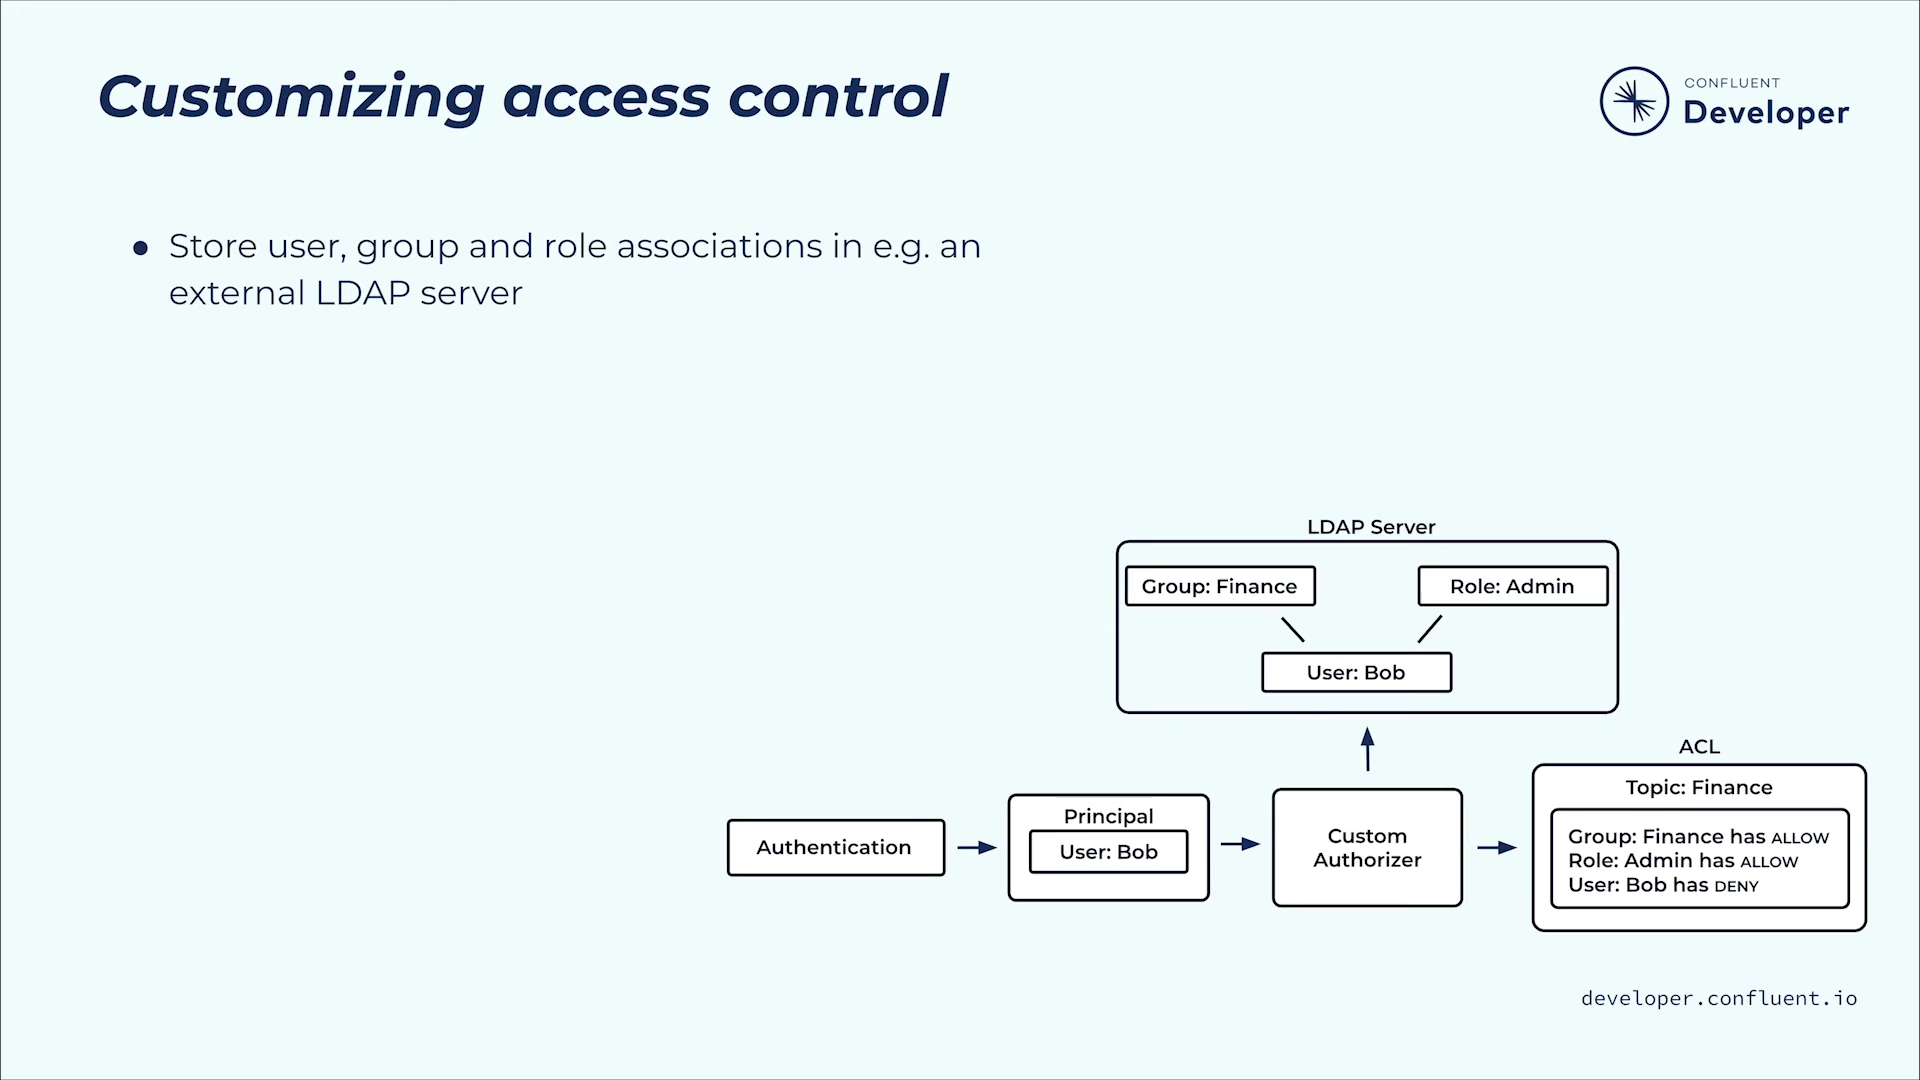 Customizing access control
CONFLUENT
Developer
● Store user, group and role associations in e.g. an
external LDAP server
LDAP Server
Group: Finance
Role: Admin
User: Bob
Authentication
Principal
User: Bob
Custom
Authorizer
ACL
Topic: Finance
Group: Finance has ALLOW
Role: Admin has ALLOW
User: Bob has DENY
developer.confluent.io